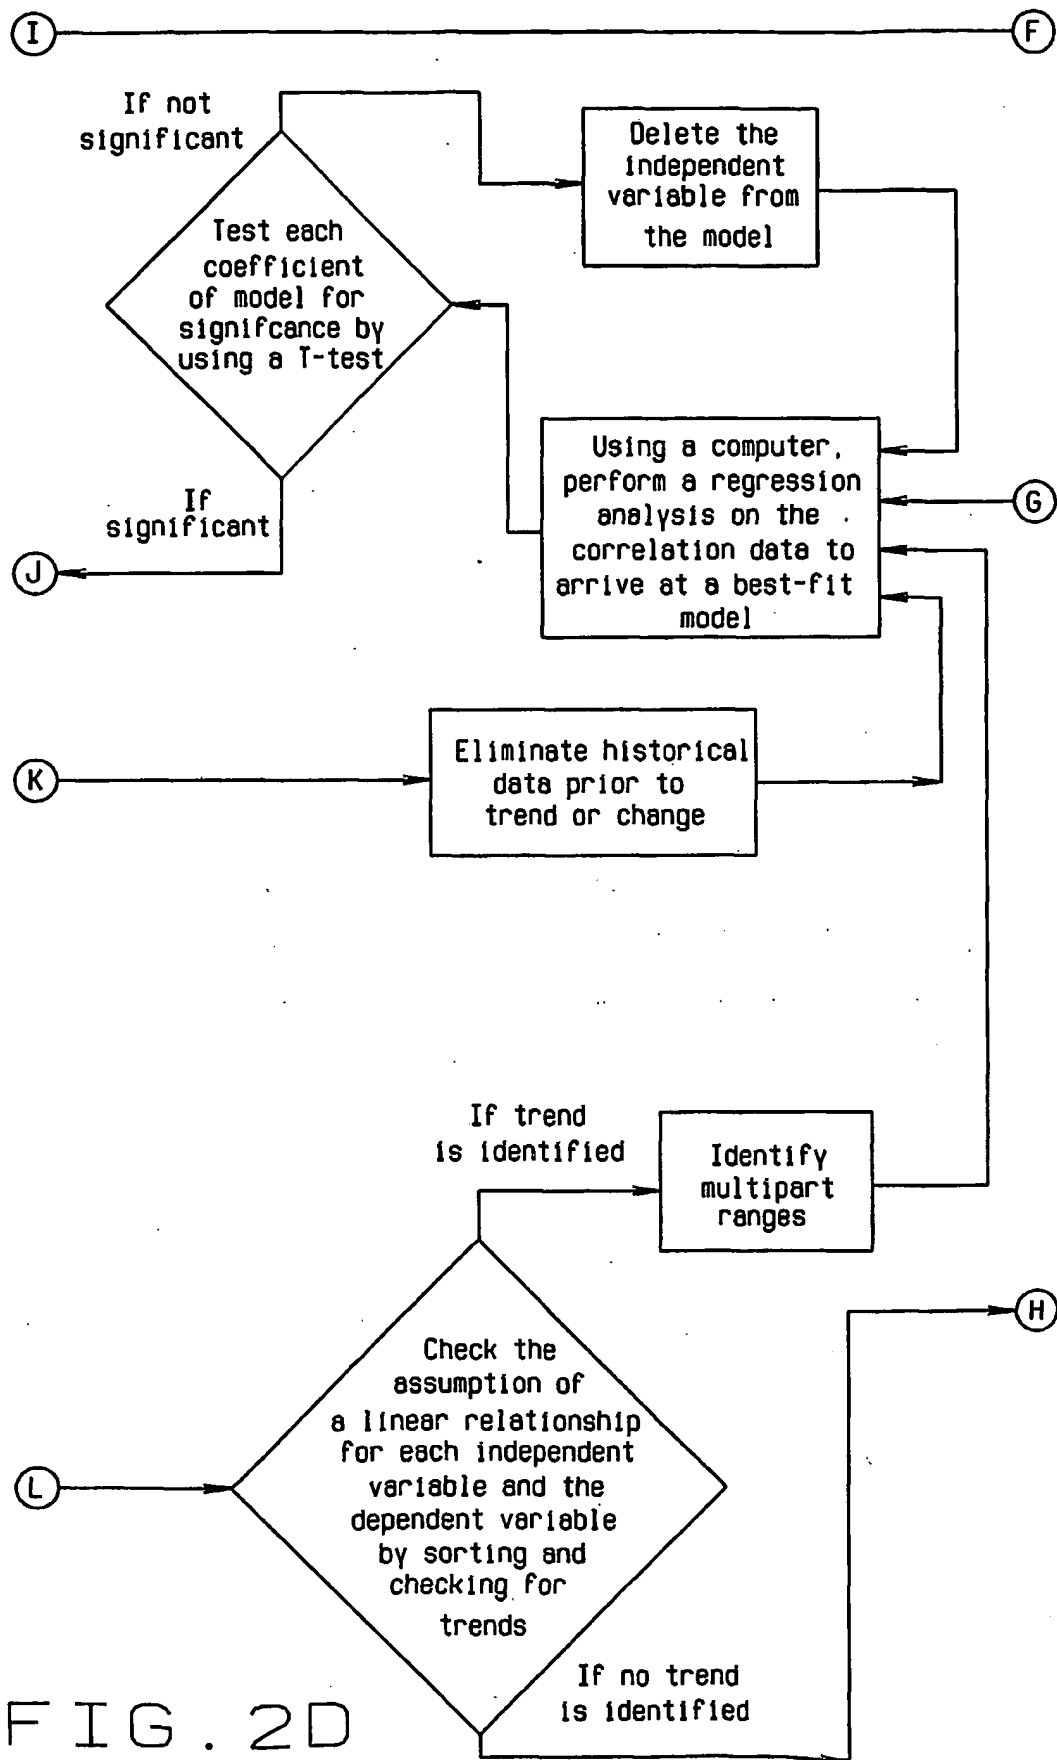 I
F
If not
significant
Delete the
independent
variable from
the model
Test each
coefficient
of model for
signifcance by
using a T-test
Using a computer,
perform a regression
analysis on the
correlation data to
arrive at a best-fit
model
G
If
significant
J
K
Eliminate historical
data prior to
trend or change
If trend
is identified
Identify
multipart
ranges
H
Check the
assumption of
a linear relationship
for each independent
variable and the
dependent variable
by sorting and
checking for
trends
L
If no trend
is identified
FIG. 2D